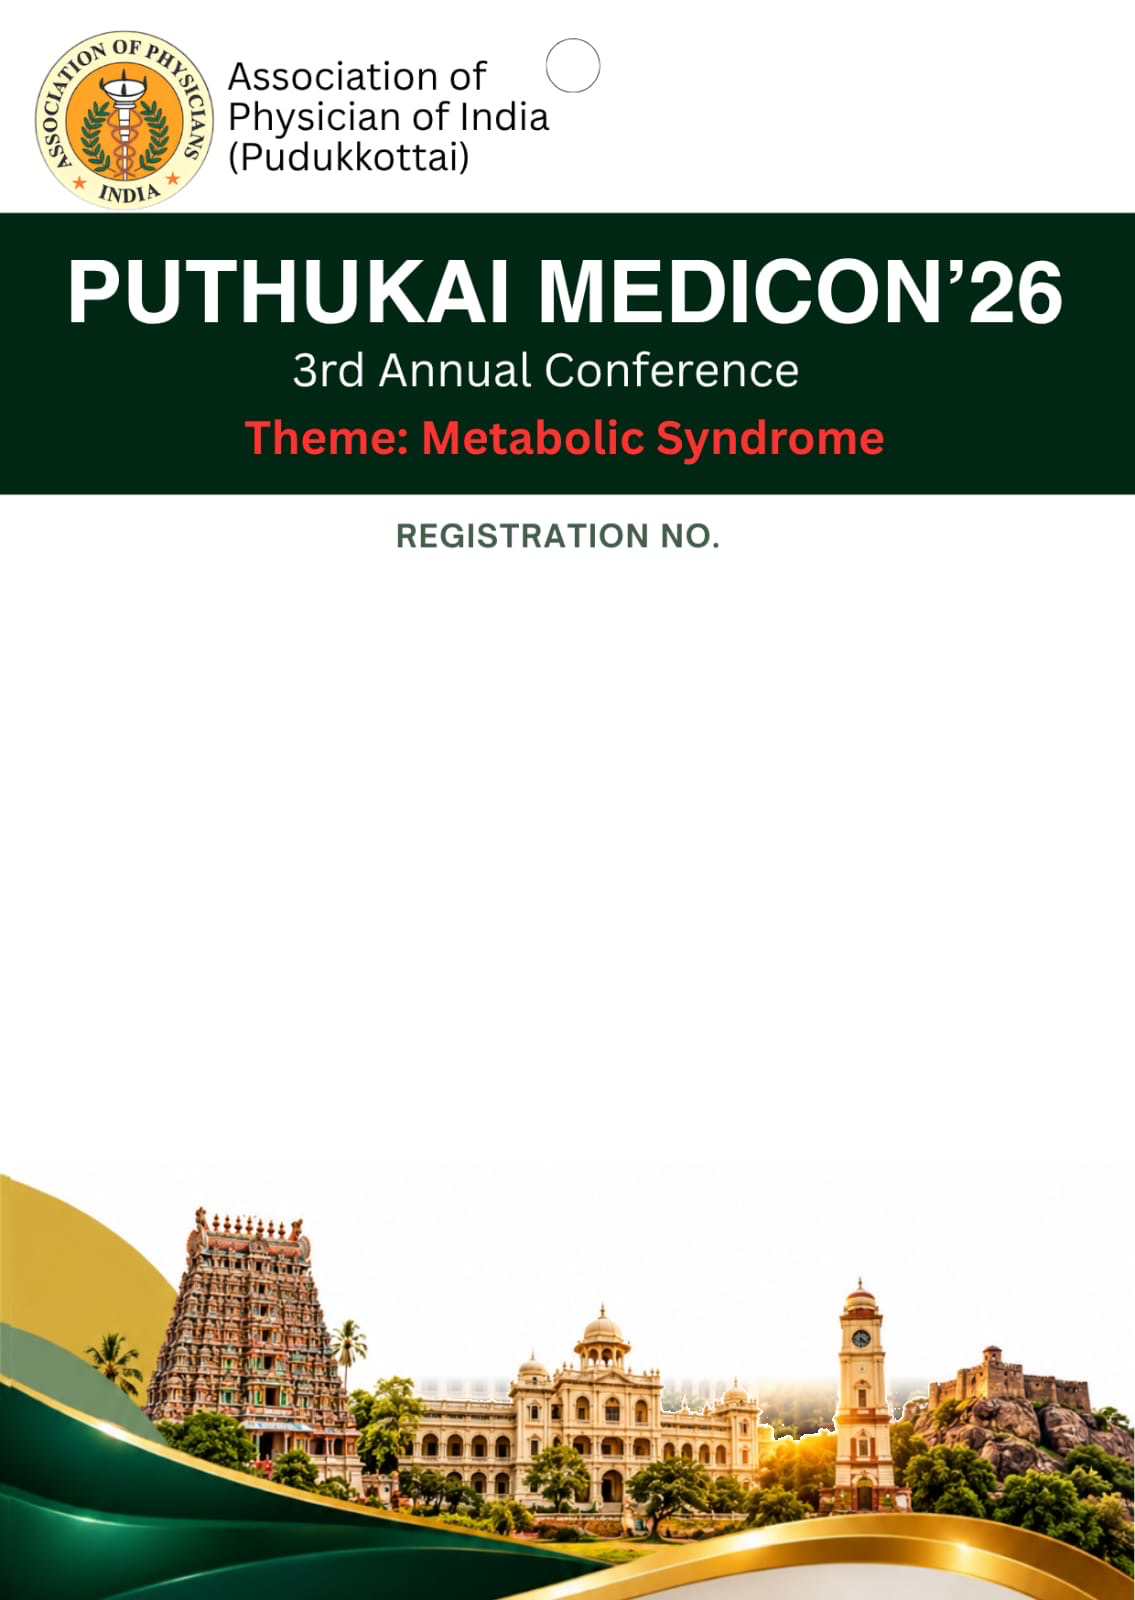 ASSOCIATION OF PHYSICIANS
INDIA
Association of
Physician of India
(Pudukkottai)
PUTHUKAI MEDICON’26
3rd Annual Conference
Theme: Metabolic Syndrome
REGISTRATION NO.